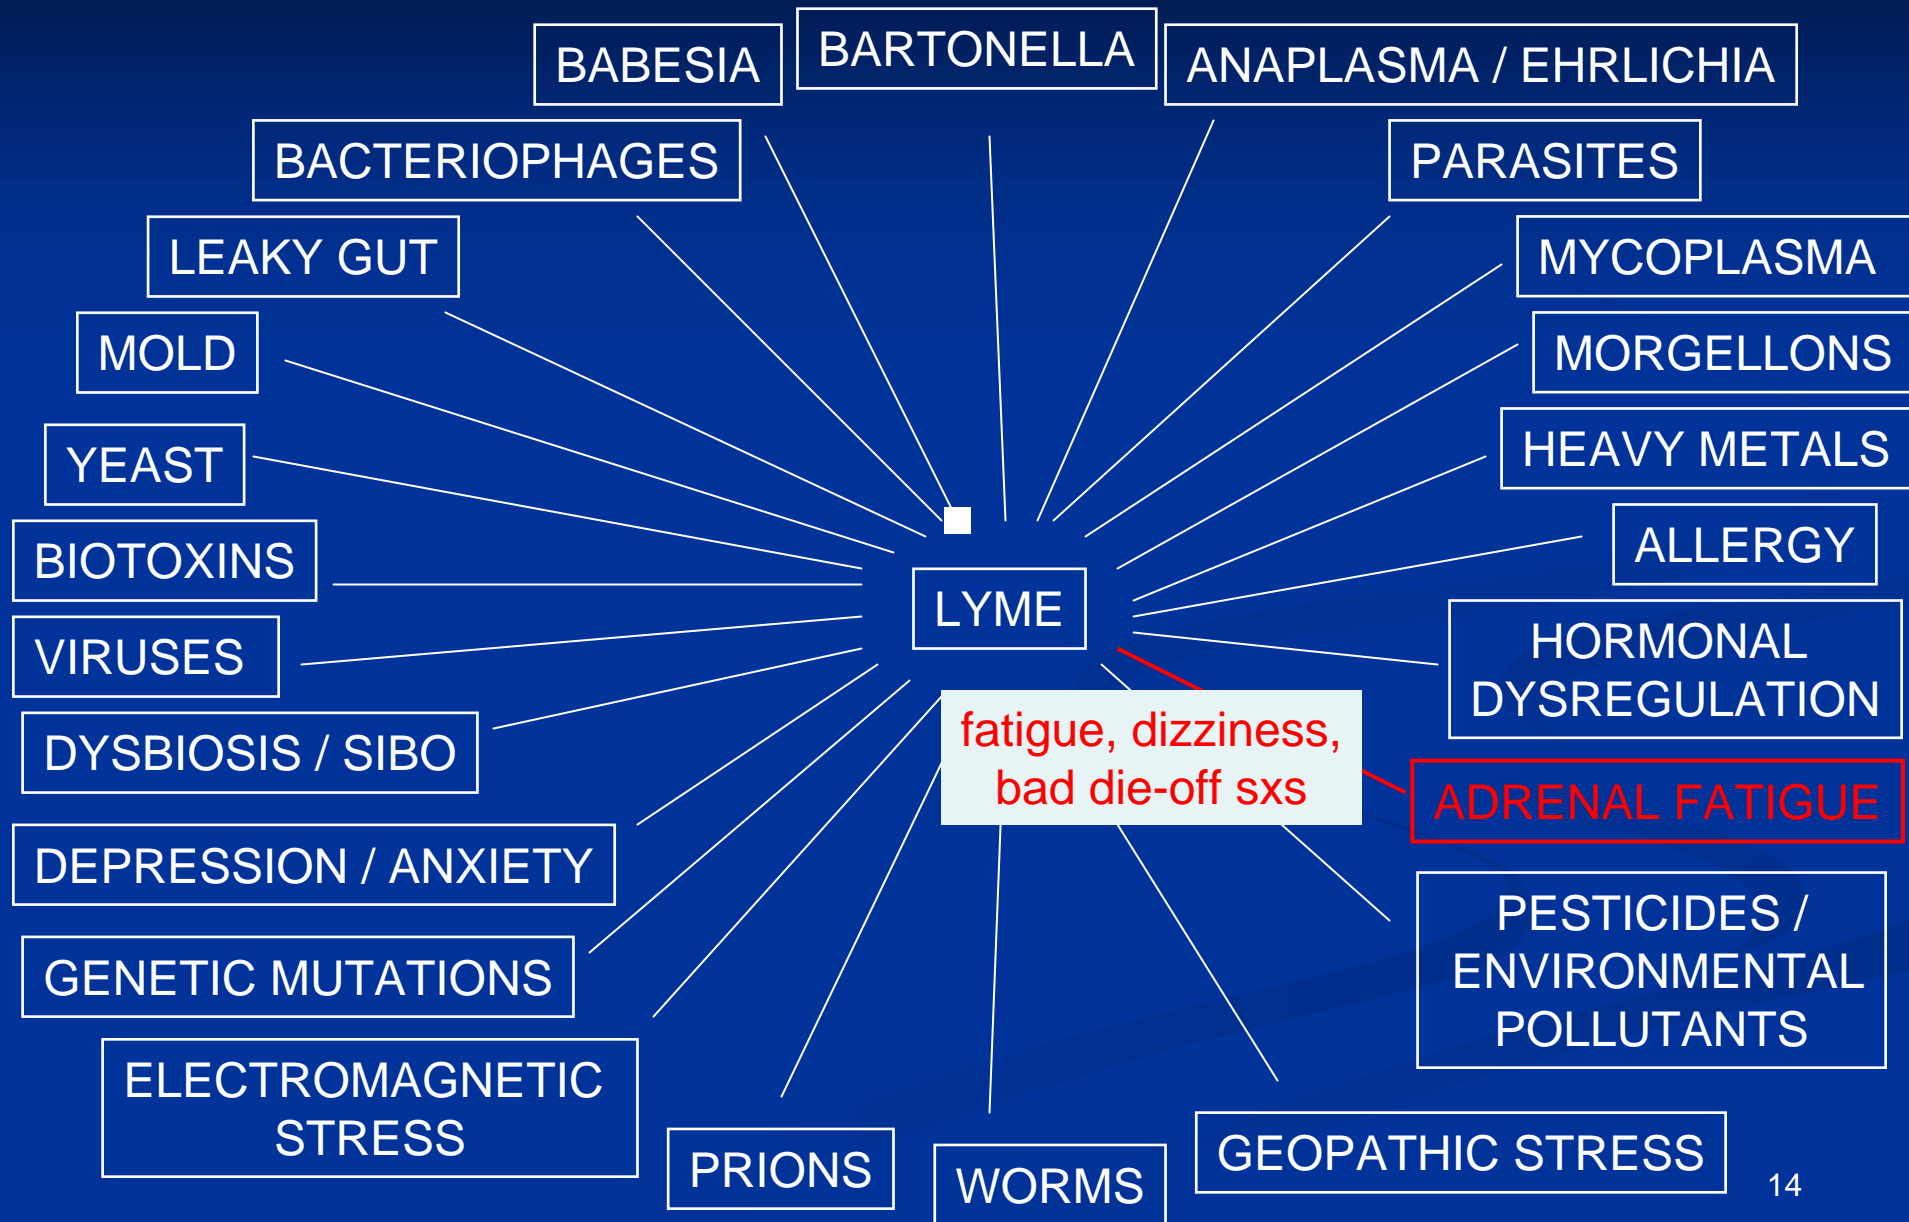 BABESIA
BARTONELLA
ANAPLASMA / EHRLICHIA
BACTERIOPHAGES
PARASITES
LEAKY GUT
MYCOPLASMA
MOLD
MORGELLONS
YEAST
HEAVY METALS
BIOTOXINS
ALLERGY
LYME
VIRUSES
HORMONAL
DYSREGULATION
fatigue, dizziness,
bad die-off sxs
DYSBIOSIS / SIBO
ADRENAL FATIGUE
DEPRESSION / ANXIETY
PESTICIDES /
ENVIRONMENTAL
POLLUTANTS
GENETIC MUTATIONS
ELECTROMAGNETIC
STRESS
PRIONS
WORMS
GEOPATHIC STRESS
14